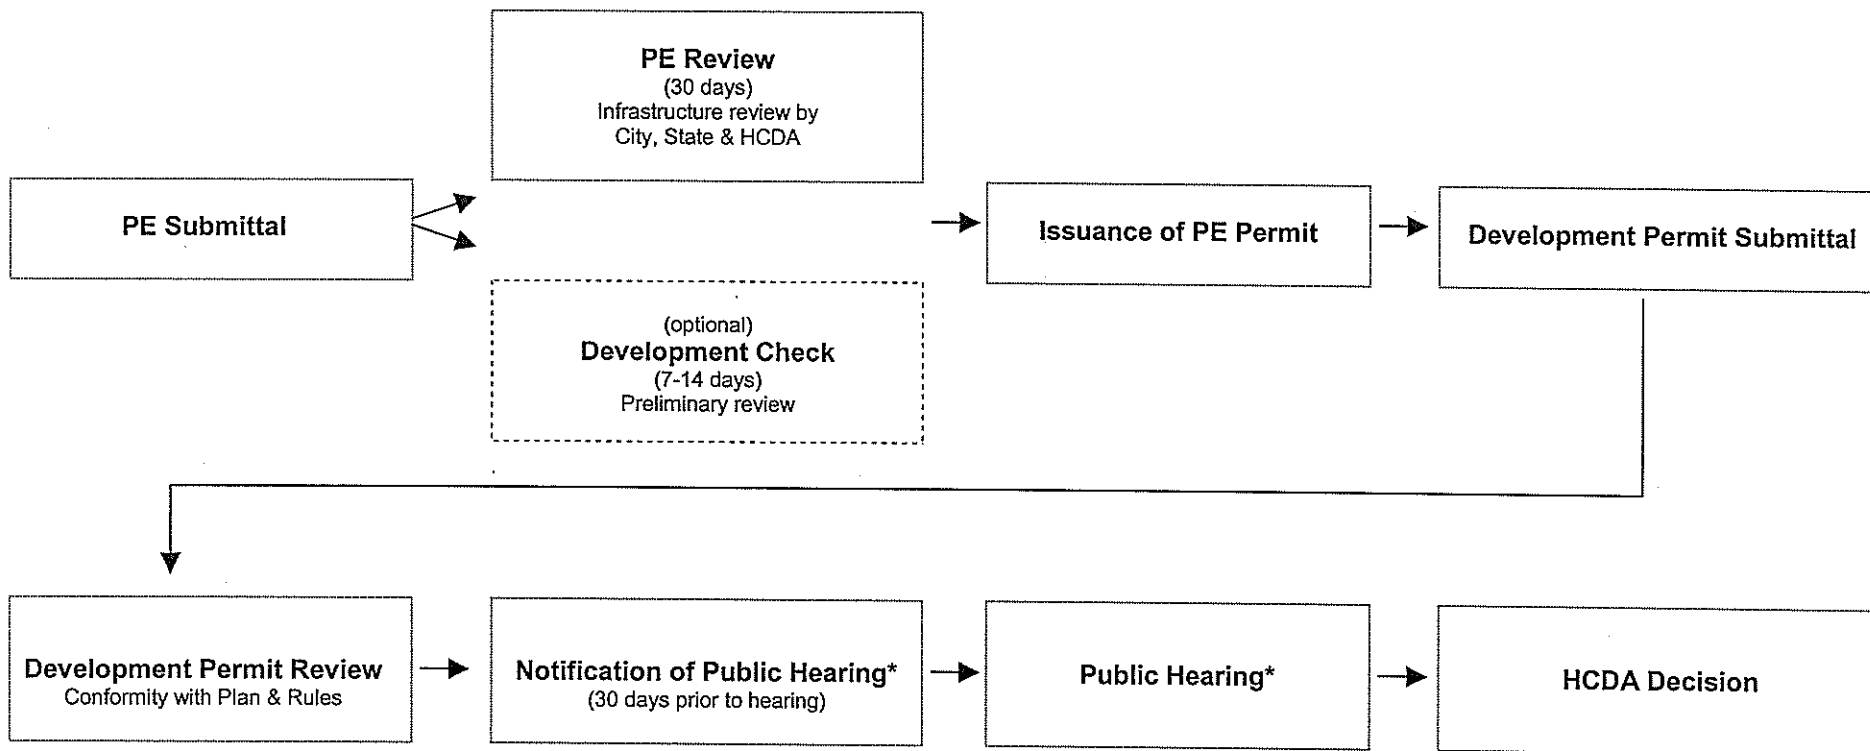 PE Review
(30 days)
Infrastructure review by
City, State & HCDA
PE Submittal
(optional)
Development Check
(7-14 days)
Preliminary review
Issuance of PE Permit
Development Permit Submittal
Development Permit Review
Conformity with Plan & Rules
Notification of Public Hearing*
(30 days prior to hearing)
Public Hearing*
HCDA Decision